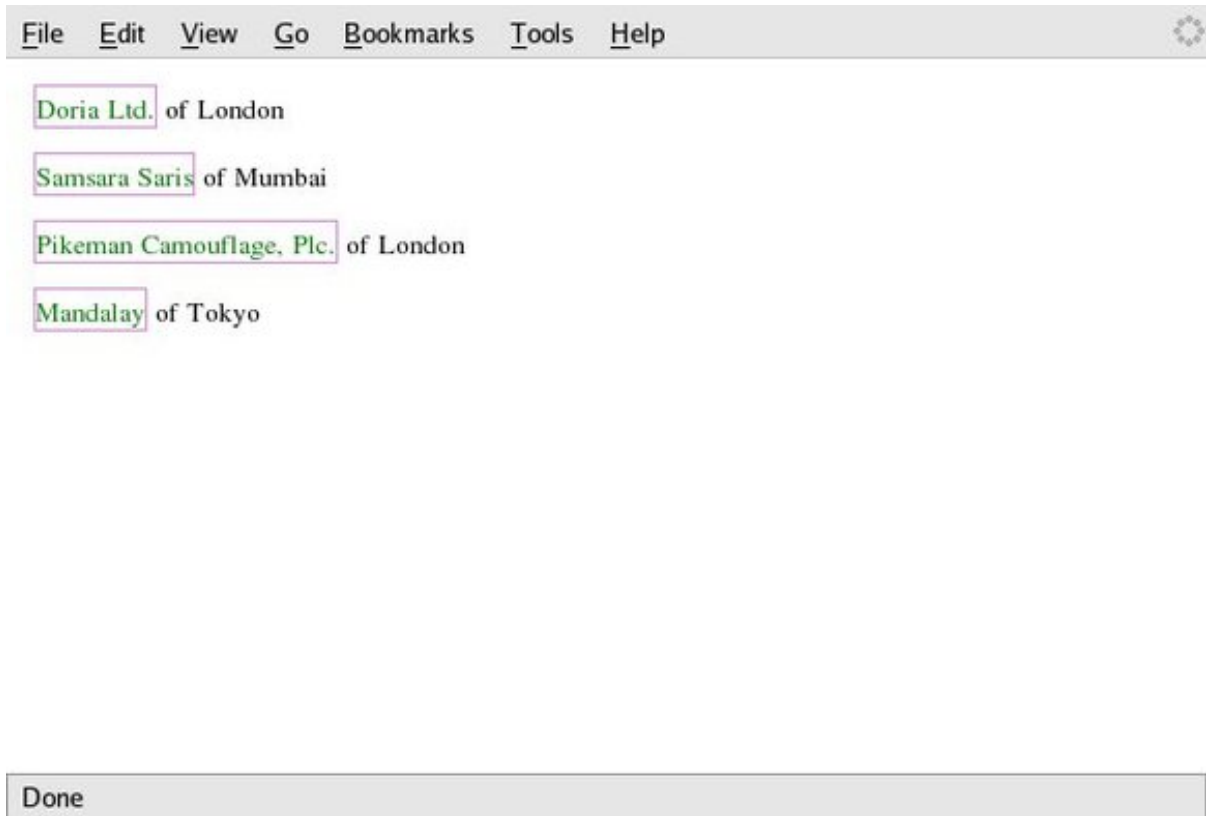 File Edit View Go Bookmarks Tools Help
Doria Ltd. of London
Samsara Saris of Mumbai
Pikeman Camouflage, Plc. of London
Mandalay of Tokyo
Done